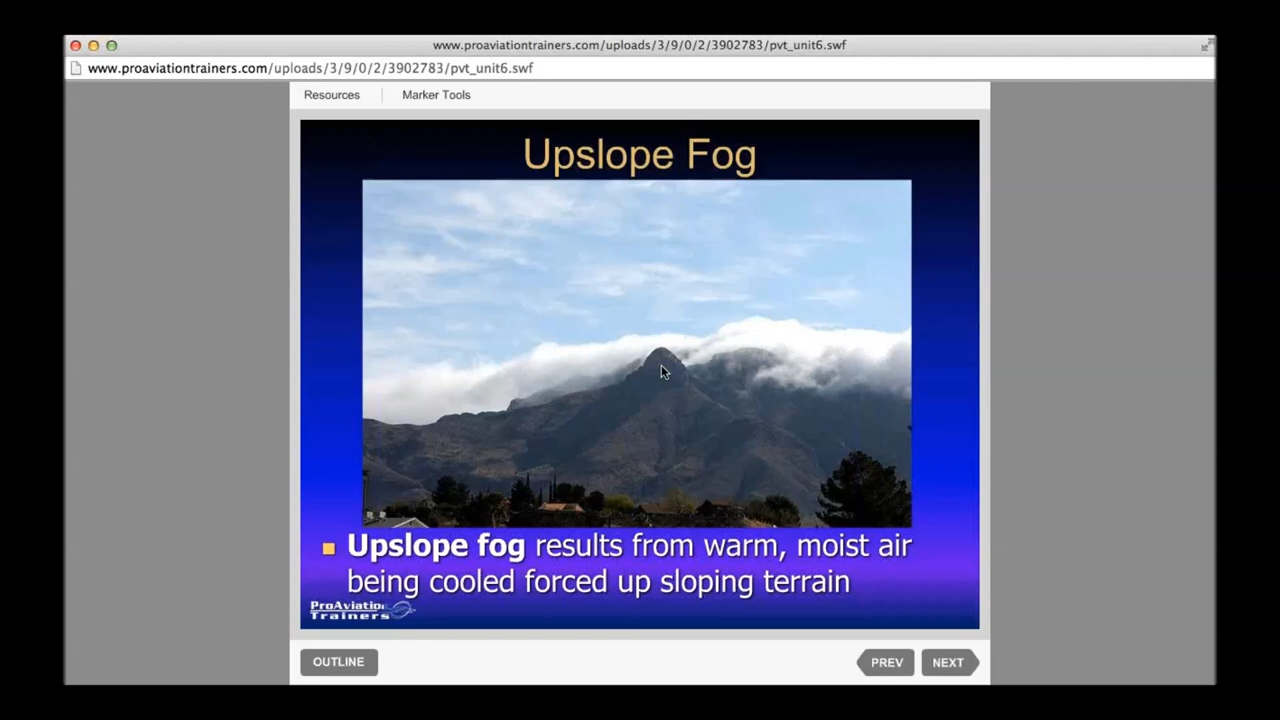 www.proaviationtrainers.com/uploads/3/9/0/2/3902783/pvt_unit6.swf
www.proaviationtrainers.com/uploads/3/9/0/2/3902783/pvt_unit6.swf
Resources
Marker Tools
Upslope Fog
Upslope fog results from warm, moist air
being cooled forced up sloping terrain
ProAviation
Trainers
OUTLINE
PREV
NEXT